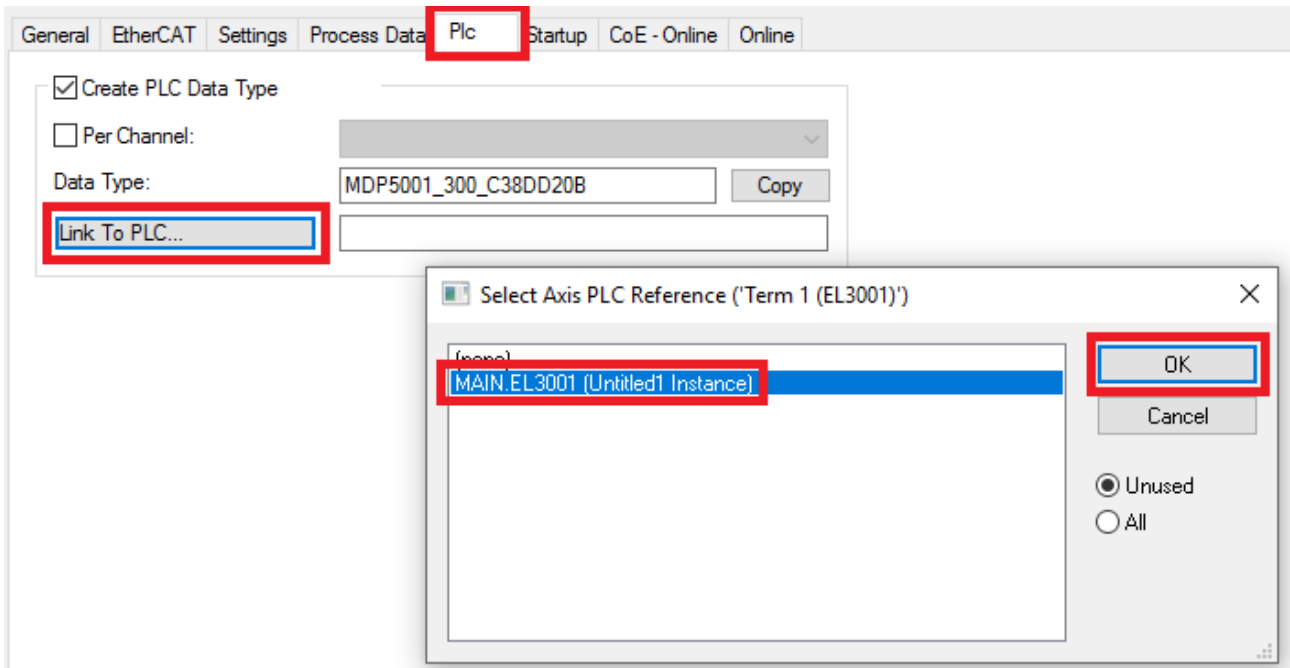 General EtherCAT Settings Process Data Plc Startup CoE - Online Online
Create PLC Data Type
Per Channel:
Data Type: MDP5001_300_C38DD20B Copy
Link To PLC...
Select Axis PLC Reference ('Term 1 (EL3001)')
(none)
MAIN.EL3001 (Untitled1 Instance)
OK
Cancel
Unused
All